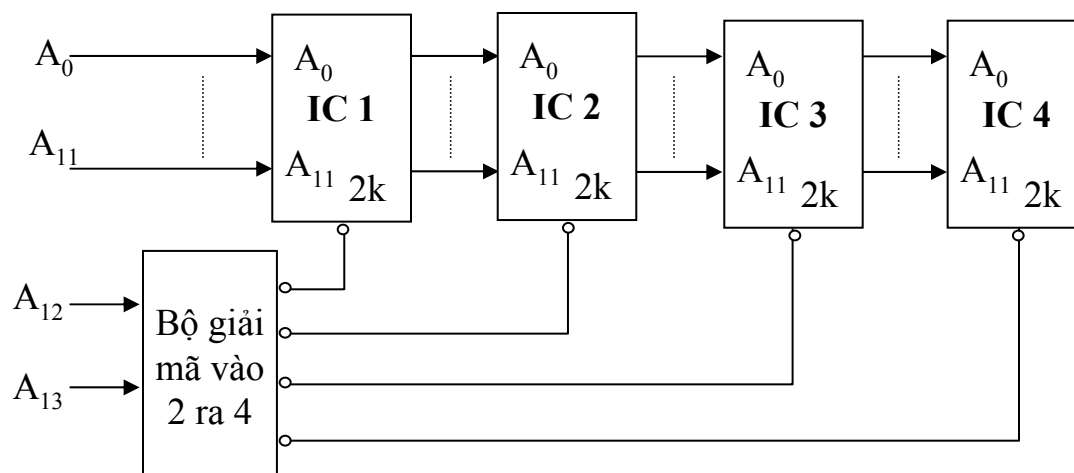 A0
A0
IC 1
A11
2k
A0
IC 2
A11
2k
A0
IC 3
A11
2k
A0
IC 4
A11
2k
A11
A12
A13
Bộ giải
mã vào
2 ra 4